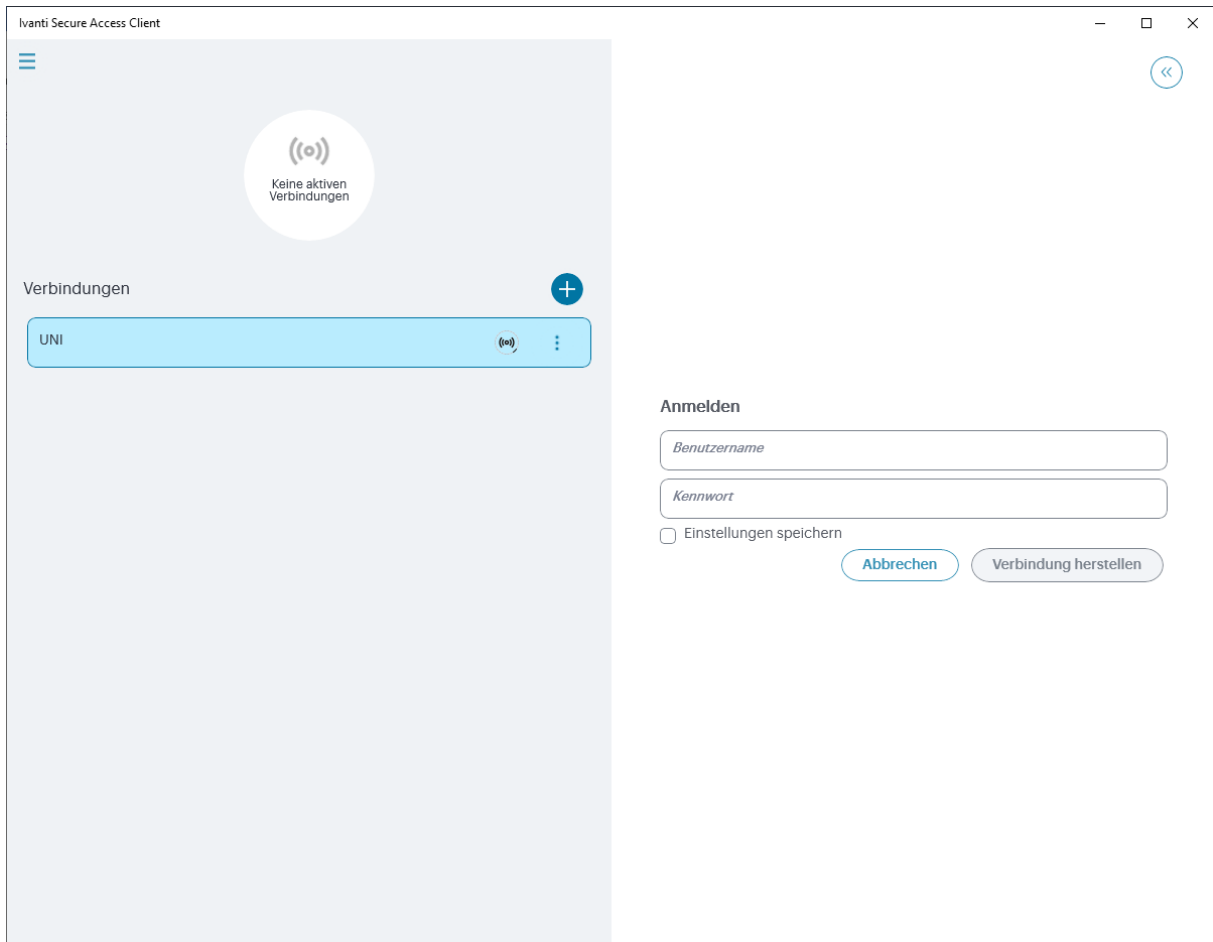 Ivanti Secure Access Client
Keine aktiven
Verbindungen
Verbindungen
UNI
Anmelden
Benutzername
Kennwort
Einstellungen speichern
Abbrechen
Verbindung herstellen